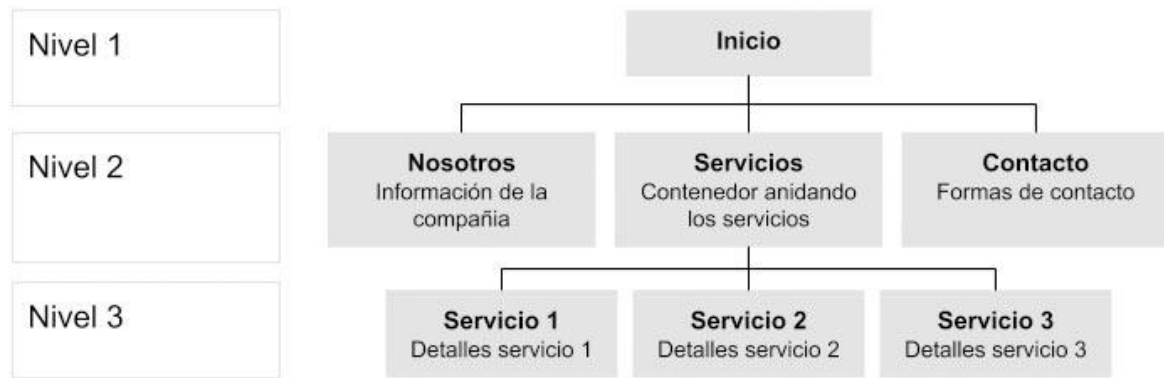 Nivel 1
Inicio
Nivel 2
Nosotros
Información de la
compañia
Servicios
Contenedor anidando
los servicios
Contacto
Formas de contacto
Nivel 3
Servicio 1
Detalles servicio 1
Servicio 2
Detalles servicio 2
Servicio 3
Detalles servicio 3